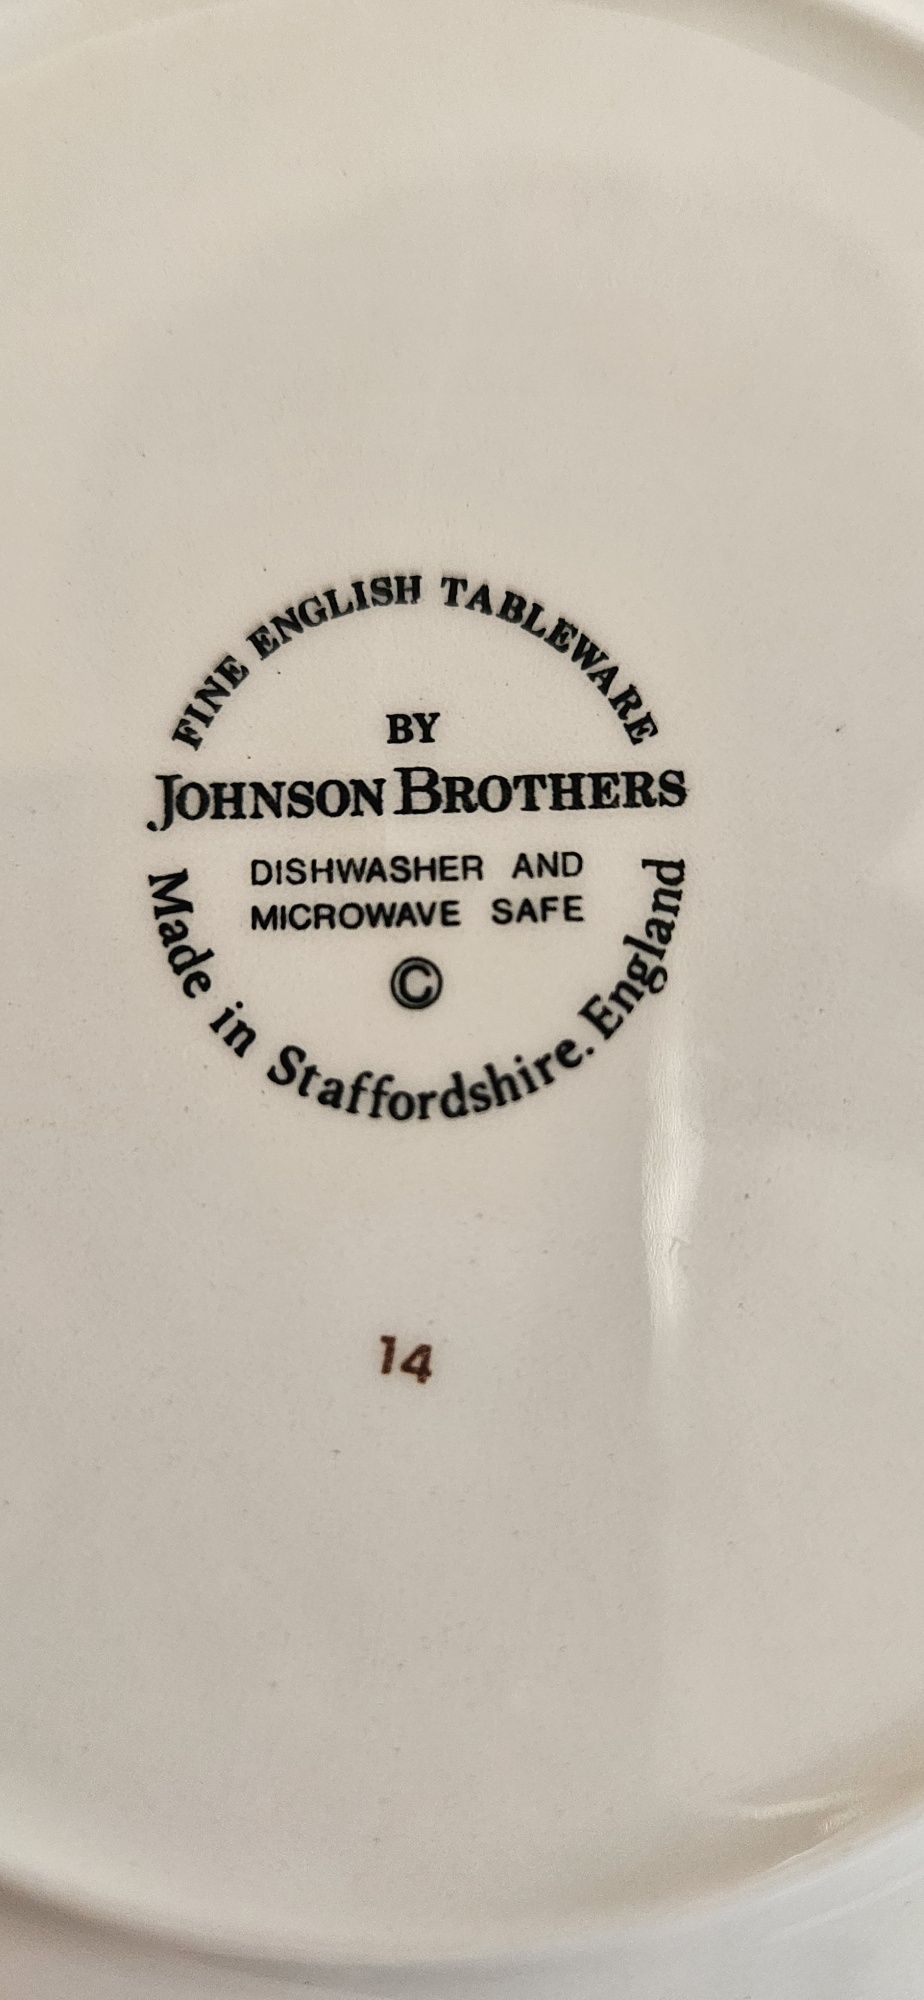 FINE ENGLISH TABLEWARE
BY
JOHNSON BROTHERS
DISHWASHER AND
MICROWAVE SAFE
©
Made in Staffordshire. England
14